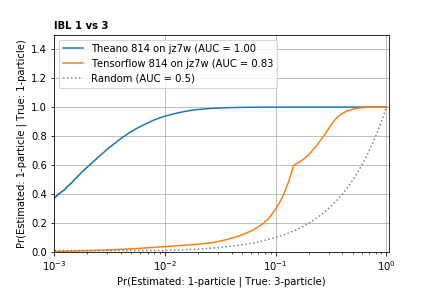 IBL 1 vs 3
Theano 814 on jz7w (AUC = 1.00
Tensorflow 814 on jz7w (AUC = 0.83
Random (AUC = 0.5)
Pr(Estimated: 1-particle | True: 1-particle)
1.4
1.2
1.0
0.8
0.6
0.4
0.2
0.0
10⁻³ 10⁻² 10⁻¹ 10⁰
Pr(Estimated: 1-particle | True: 3-particle)